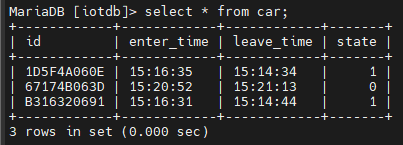 MariaDB [iotdb]> select * from car;
+------------+------------+------------+-------+
| id         | enter_time | leave_time | state |
+------------+------------+------------+-------+
| 1D5F4A060E | 15:16:35   | 15:14:34   |     1 |
| 67174B063D | 15:20:52   | 15:21:13   |     0 |
| B316320691 | 15:16:31   | 15:14:44   |     1 |
+------------+------------+------------+-------+
3 rows in set (0.000 sec)